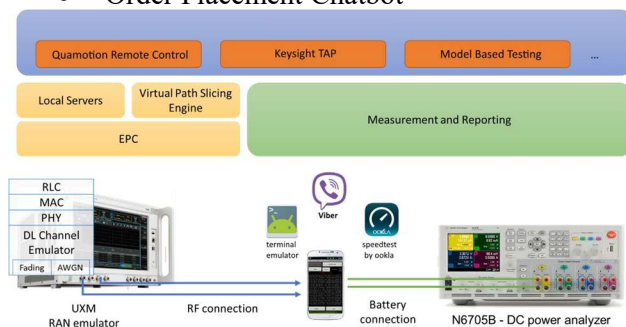 Order Placement Chatbot
Quamotion Remote Control
Keysight TAP
Model Based Testing
...
Local Servers
Virtual Path Slicing
Engine
EPC
Measurement and Reporting
RLC
MAC
PHY
DL Channel
Emulator
Fading
AWGN
Viber
terminal
emulator
OOKLA
speedtest
by ookla
UXM
RAN emulator
RF connection
Battery
connection
N6705B - DC power analyzer